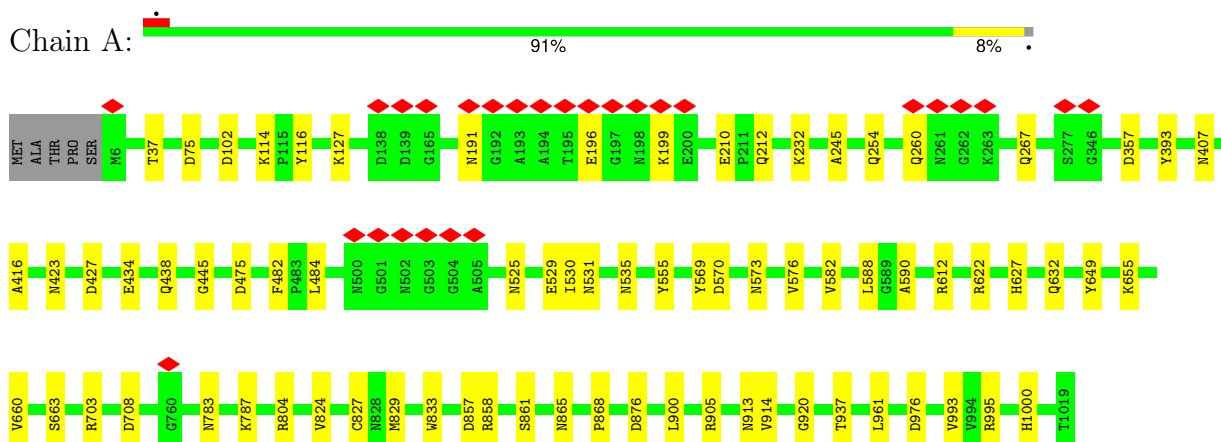 Chain A:
91% 8%
MET ALA THR PRO SER M6 T37 D75 D102 K114 P115 Y116 K127 D138 D139 G165 N191 G192 A193 A194 T195 E196 G197 N198 K199 E200 E210 P211 Q212 K232 A245 Q254 Q260 N261 G262 K263 Q267 S277 G346 D357 Y393 N407
A416 N423 D427 E434 Q438 G445 D475 F482 P483 L484 N500 G501 N502 G503 G504 A505 N525 E529 I530 N531 N535 Y555 Y569 D570 N573 V576 V582 L588 G589 A590 R612 R622 H627 Q632 Y649 K655
V660 S663 R703 D708 G760 N783 K787 R804 V824 C827 N828 M829 W833 D857 R858 S861 N865 P868 D876 L900 R905 N913 V914 G920 T937 L961 D976 V993 V994 R995 H1000 T1019